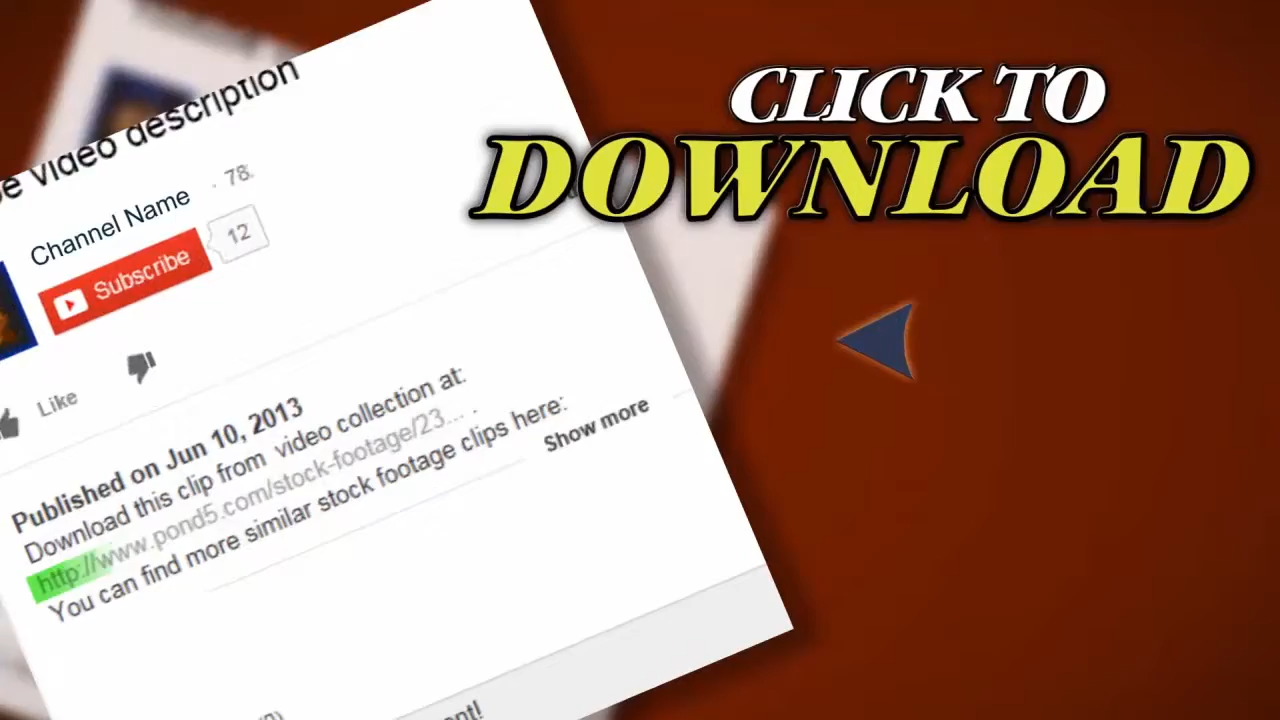 CLICK TO
DOWNLOAD
video description
Channel Name
78
Subscribe
12
Like
Published on Jun 10, 2013
Download this clip from video collection at:
http://www.pond5.com/stock-footage/23...
You can find more similar stock footage clips here:
Show more